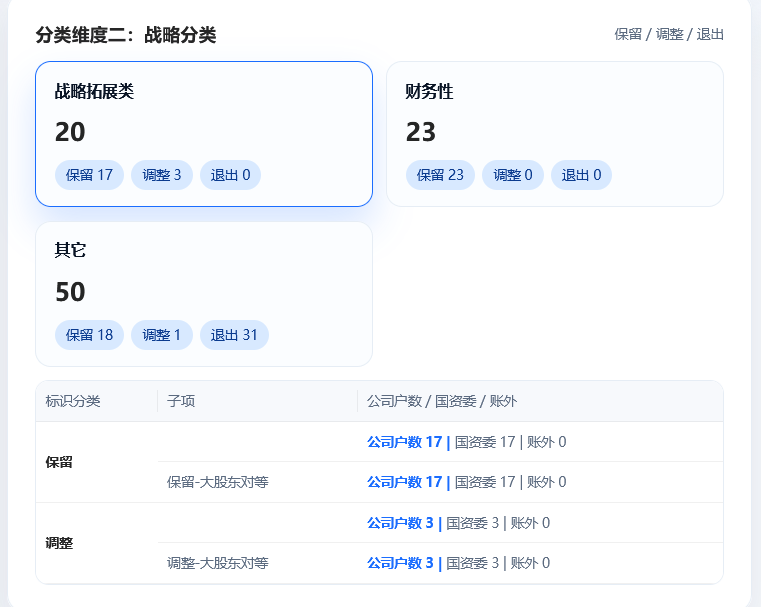 分类维度二：战略分类
保留 / 调整 / 退出
战略拓展类
20
保留 17 调整 3 退出 0
财务性
23
保留 23 调整 0 退出 0
其它
50
保留 18 调整 1 退出 31
标识分类 子项 公司户数 / 国资委 / 账外
保留
公司户数 17 | 国资委 17 | 账外 0
保留-大股东对等 公司户数 17 | 国资委 17 | 账外 0
调整
公司户数 3 | 国资委 3 | 账外 0
调整-大股东对等 公司户数 3 | 国资委 3 | 账外 0